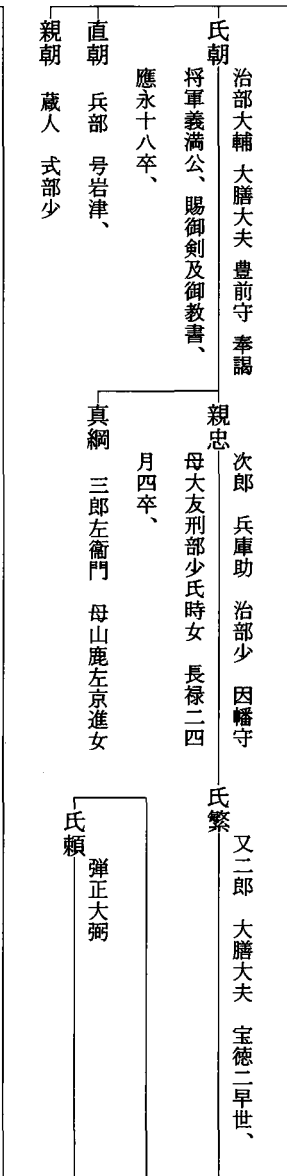 氏朝
治部大輔 大膳大夫 豊前守 奉謁
将軍義満公、賜御剣及御教書、
應永十八卒、
直朝 兵部 号岩津、
親朝 蔵人 式部少
親忠
次郎 兵庫助 治部少 因幡守
母大友刑部少氏時女 長禄二四
月四卒、
真綱 三郎左衞門 母山鹿左京進女
氏繁
又二郎 大膳大夫 宝徳二早世、
氏頼
弾正大弼